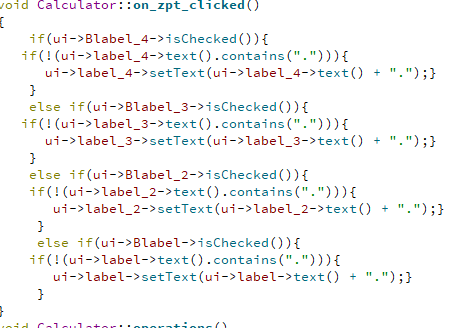 void Calculator::on_zpt_clicked()
{
if(ui->Blabel_4->isChecked()){
if(!(ui->label_4->text().contains("."))){
ui->label_4->setText(ui->label_4->text() + ".");}
}
else if(ui->Blabel_3->isChecked()){
if(!(ui->label_3->text().contains("."))){
ui->label_3->setText(ui->label_3->text() + ".");}
}
else if(ui->Blabel_2->isChecked()){
if(!(ui->label_2->text().contains("."))){
ui->label_2->setText(ui->label_2->text() + ".");}
}
else if(ui->Blabel->isChecked()){
if(!(ui->label->text().contains("."))){
ui->label->setText(ui->label->text() + ".");}
}
}
void Calculator::operations()